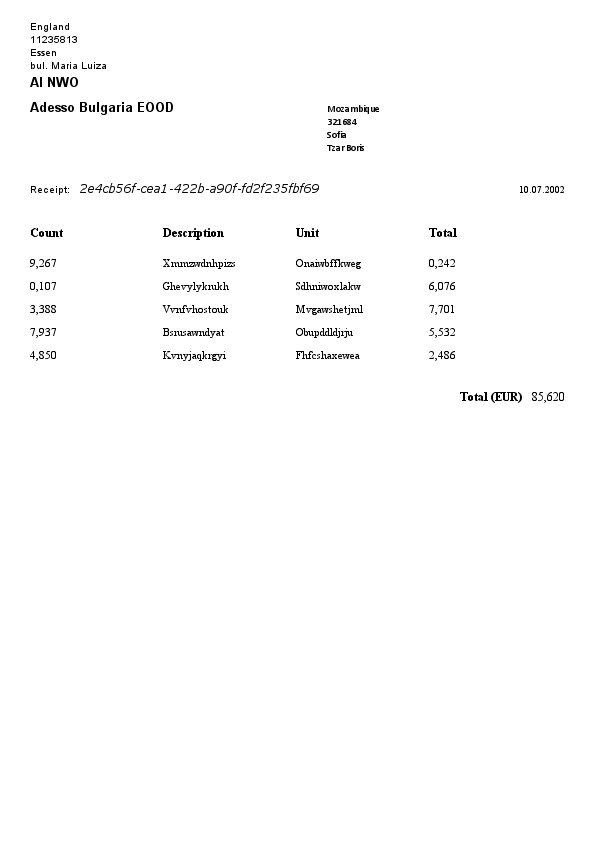 England
11235813
Essen
bul. Maria Luiza
AI NWO
Adesso Bulgaria EOOD
Mozambique
321684
Sofia
Tzar Boris
Receipt: 2e4cb56f-cea1-422b-a90f-fd2f235fbf69 10.07.2002
Count Description Unit Total
9,267 Xmmzwdnhpizs Onaiwbffkweg 0,242
0,107 Ghevylyknukh Sdhniwoxlakw 6,076
3,388 Vvnfvhostouk Mvgawshetjml 7,701
7,937 Bsrusawndyat Obupddldjrju 5,532
4,850 Kvnyjaqkrgyi Fhfcshaxewea 2,486
Total (EUR) 85,620